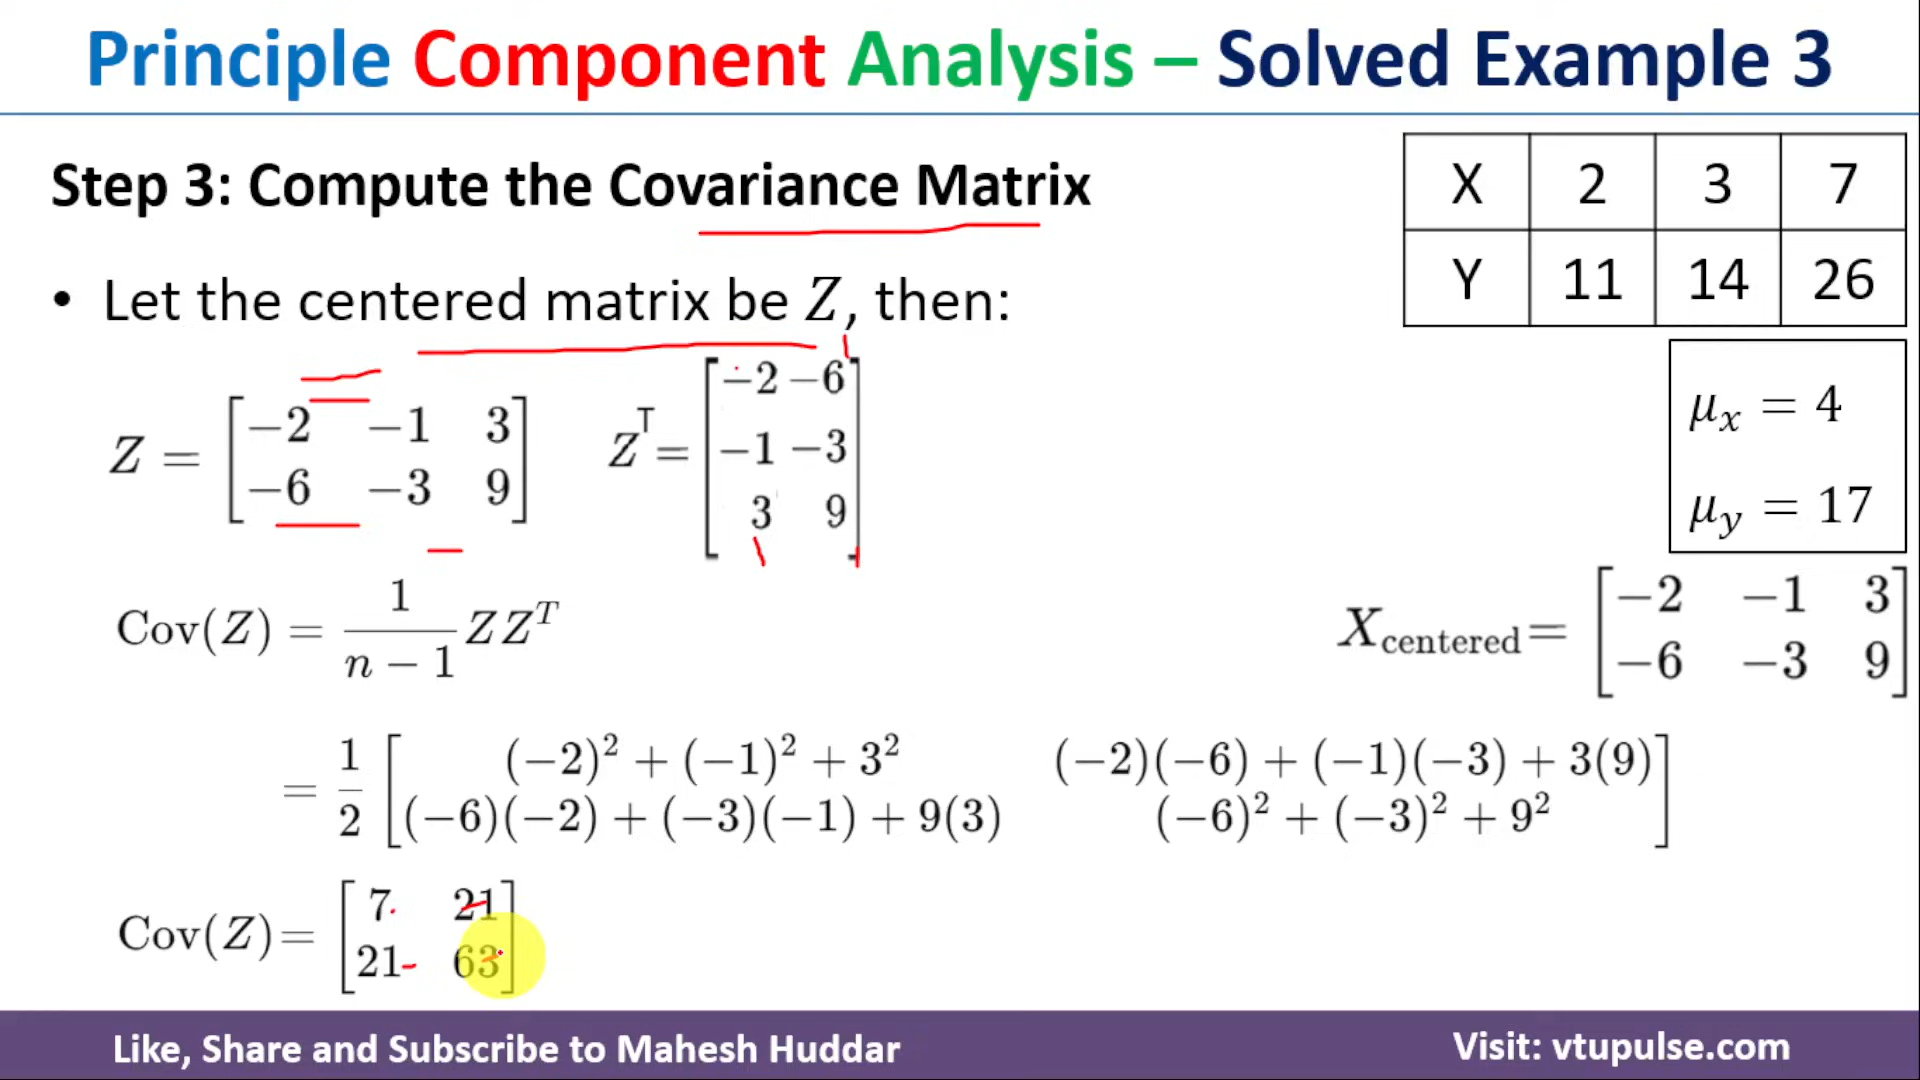 Principle Component Analysis – Solved Example 3
Step 3: Compute the Covariance Matrix
X 2 3 7
Y 11 14 26
• Let the centered matrix be Z, then:
μx = 4
μy = 17
Z = [−2 −1 3
−6 −3 9]
Zᵀ = [−2 −6
−1 −3
3 9]
Cov(Z) = 1/(n − 1) ZZᵀ
Xcentered = [−2 −1 3
−6 −3 9]
= 1/2 [(−2)² + (−1)² + 3² (−2)(−6) + (−1)(−3) + 3(9)
(−6)(−2) + (−3)(−1) + 9(3) (−6)² + (−3)² + 9²]
Cov(Z) = [7 21
21 63]
Like, Share and Subscribe to Mahesh Huddar
Visit: vtupulse.com